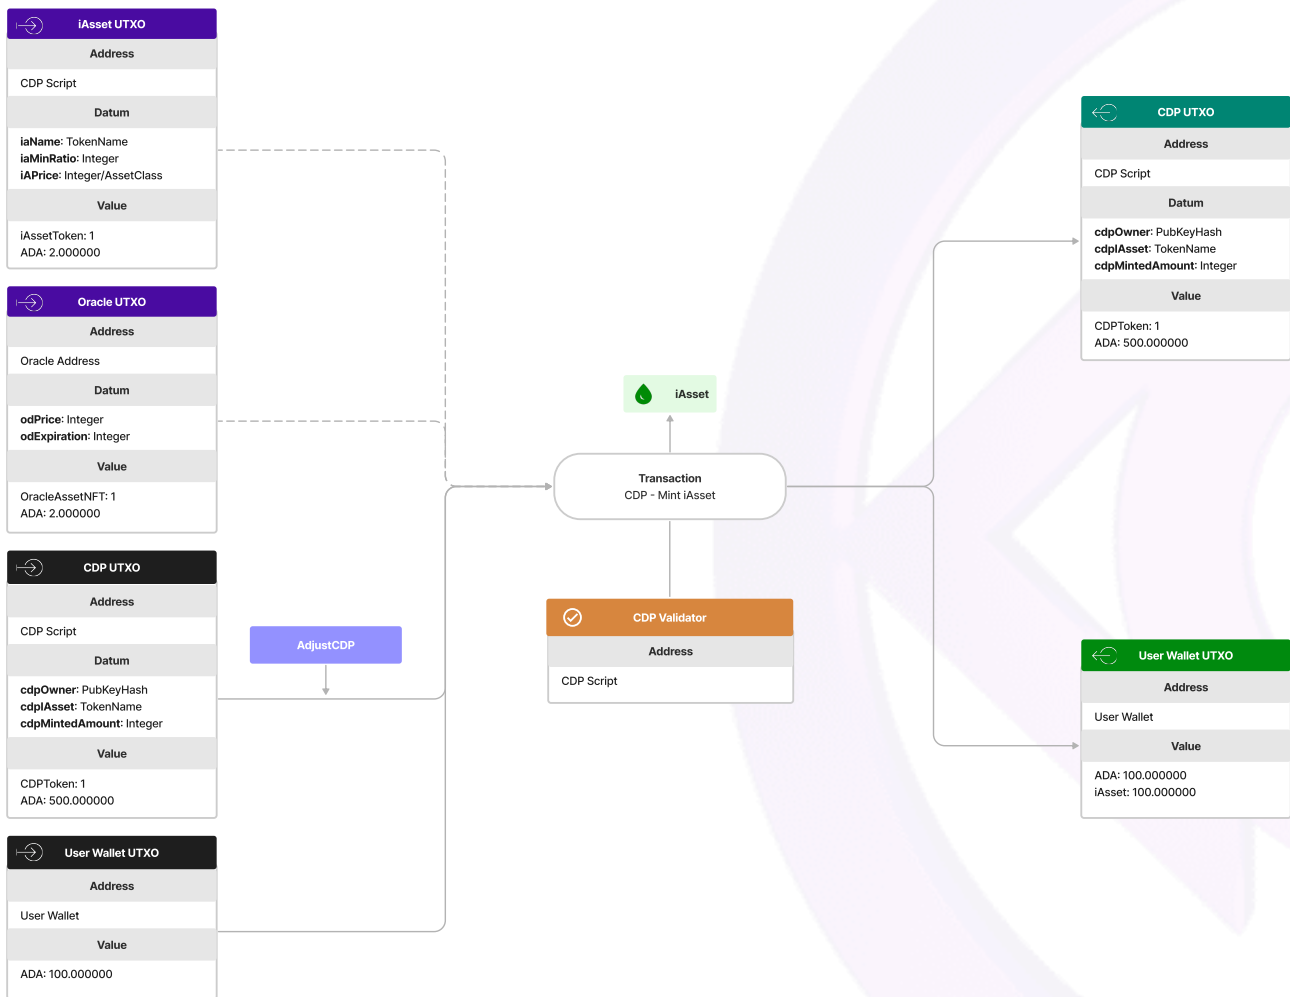 iAsset UTXO
Address
CDP Script
Datum
iaName: TokenName
iaMinRatio: Integer
iAPrice: Integer/AssetClass
Value
iAssetToken: 1
ADA: 2.000000
Oracle UTXO
Address
Oracle Address
Datum
odPrice: Integer
odExpiration: Integer
Value
OracleAssetNFT: 1
ADA: 2.000000
CDP UTXO
Address
CDP Script
Datum
cdpOwner: PubKeyHash
cdpIAsset: TokenName
cdpMintedAmount: Integer
Value
CDPToken: 1
ADA: 500.000000
User Wallet UTXO
Address
User Wallet
Value
ADA: 100.000000
AdjustCDP
iAsset
Transaction
CDP - Mint iAsset
CDP Validator
Address
CDP Script
CDP UTXO
Address
CDP Script
Datum
cdpOwner: PubKeyHash
cdpIAsset: TokenName
cdpMintedAmount: Integer
Value
CDPToken: 1
ADA: 500.000000
User Wallet UTXO
Address
User Wallet
Value
ADA: 100.000000
iAsset: 100.000000